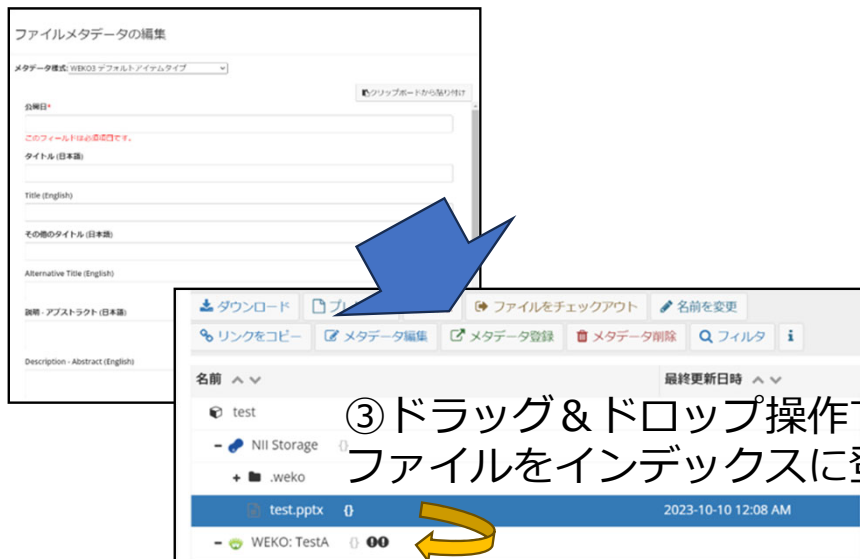 ファイルメタデータの編集
メタデータ様式: WEKO3 デフォルトアイテムタイプ
クリップボードから貼り付け
公開日*
このフィールドは必須項目です。
タイトル (日本語)
Title (English)
その他のタイトル (日本語)
Alternative Title (English)
説明 - アブストラクト (日本語)
Description - Abstract (English)
ダウンロード ファイルをチェックアウト 名前を変更
リンクをコピー メタデータ編集 メタデータ登録 メタデータ削除 フィルタ i
名前 最終更新日時
test
③ドラッグ＆ドロップ操作
NII Storage {}
ファイルをインデックスに
+ .weko
test.pptx {} 2023-10-10 12:08 AM
WEKO: TestA {}